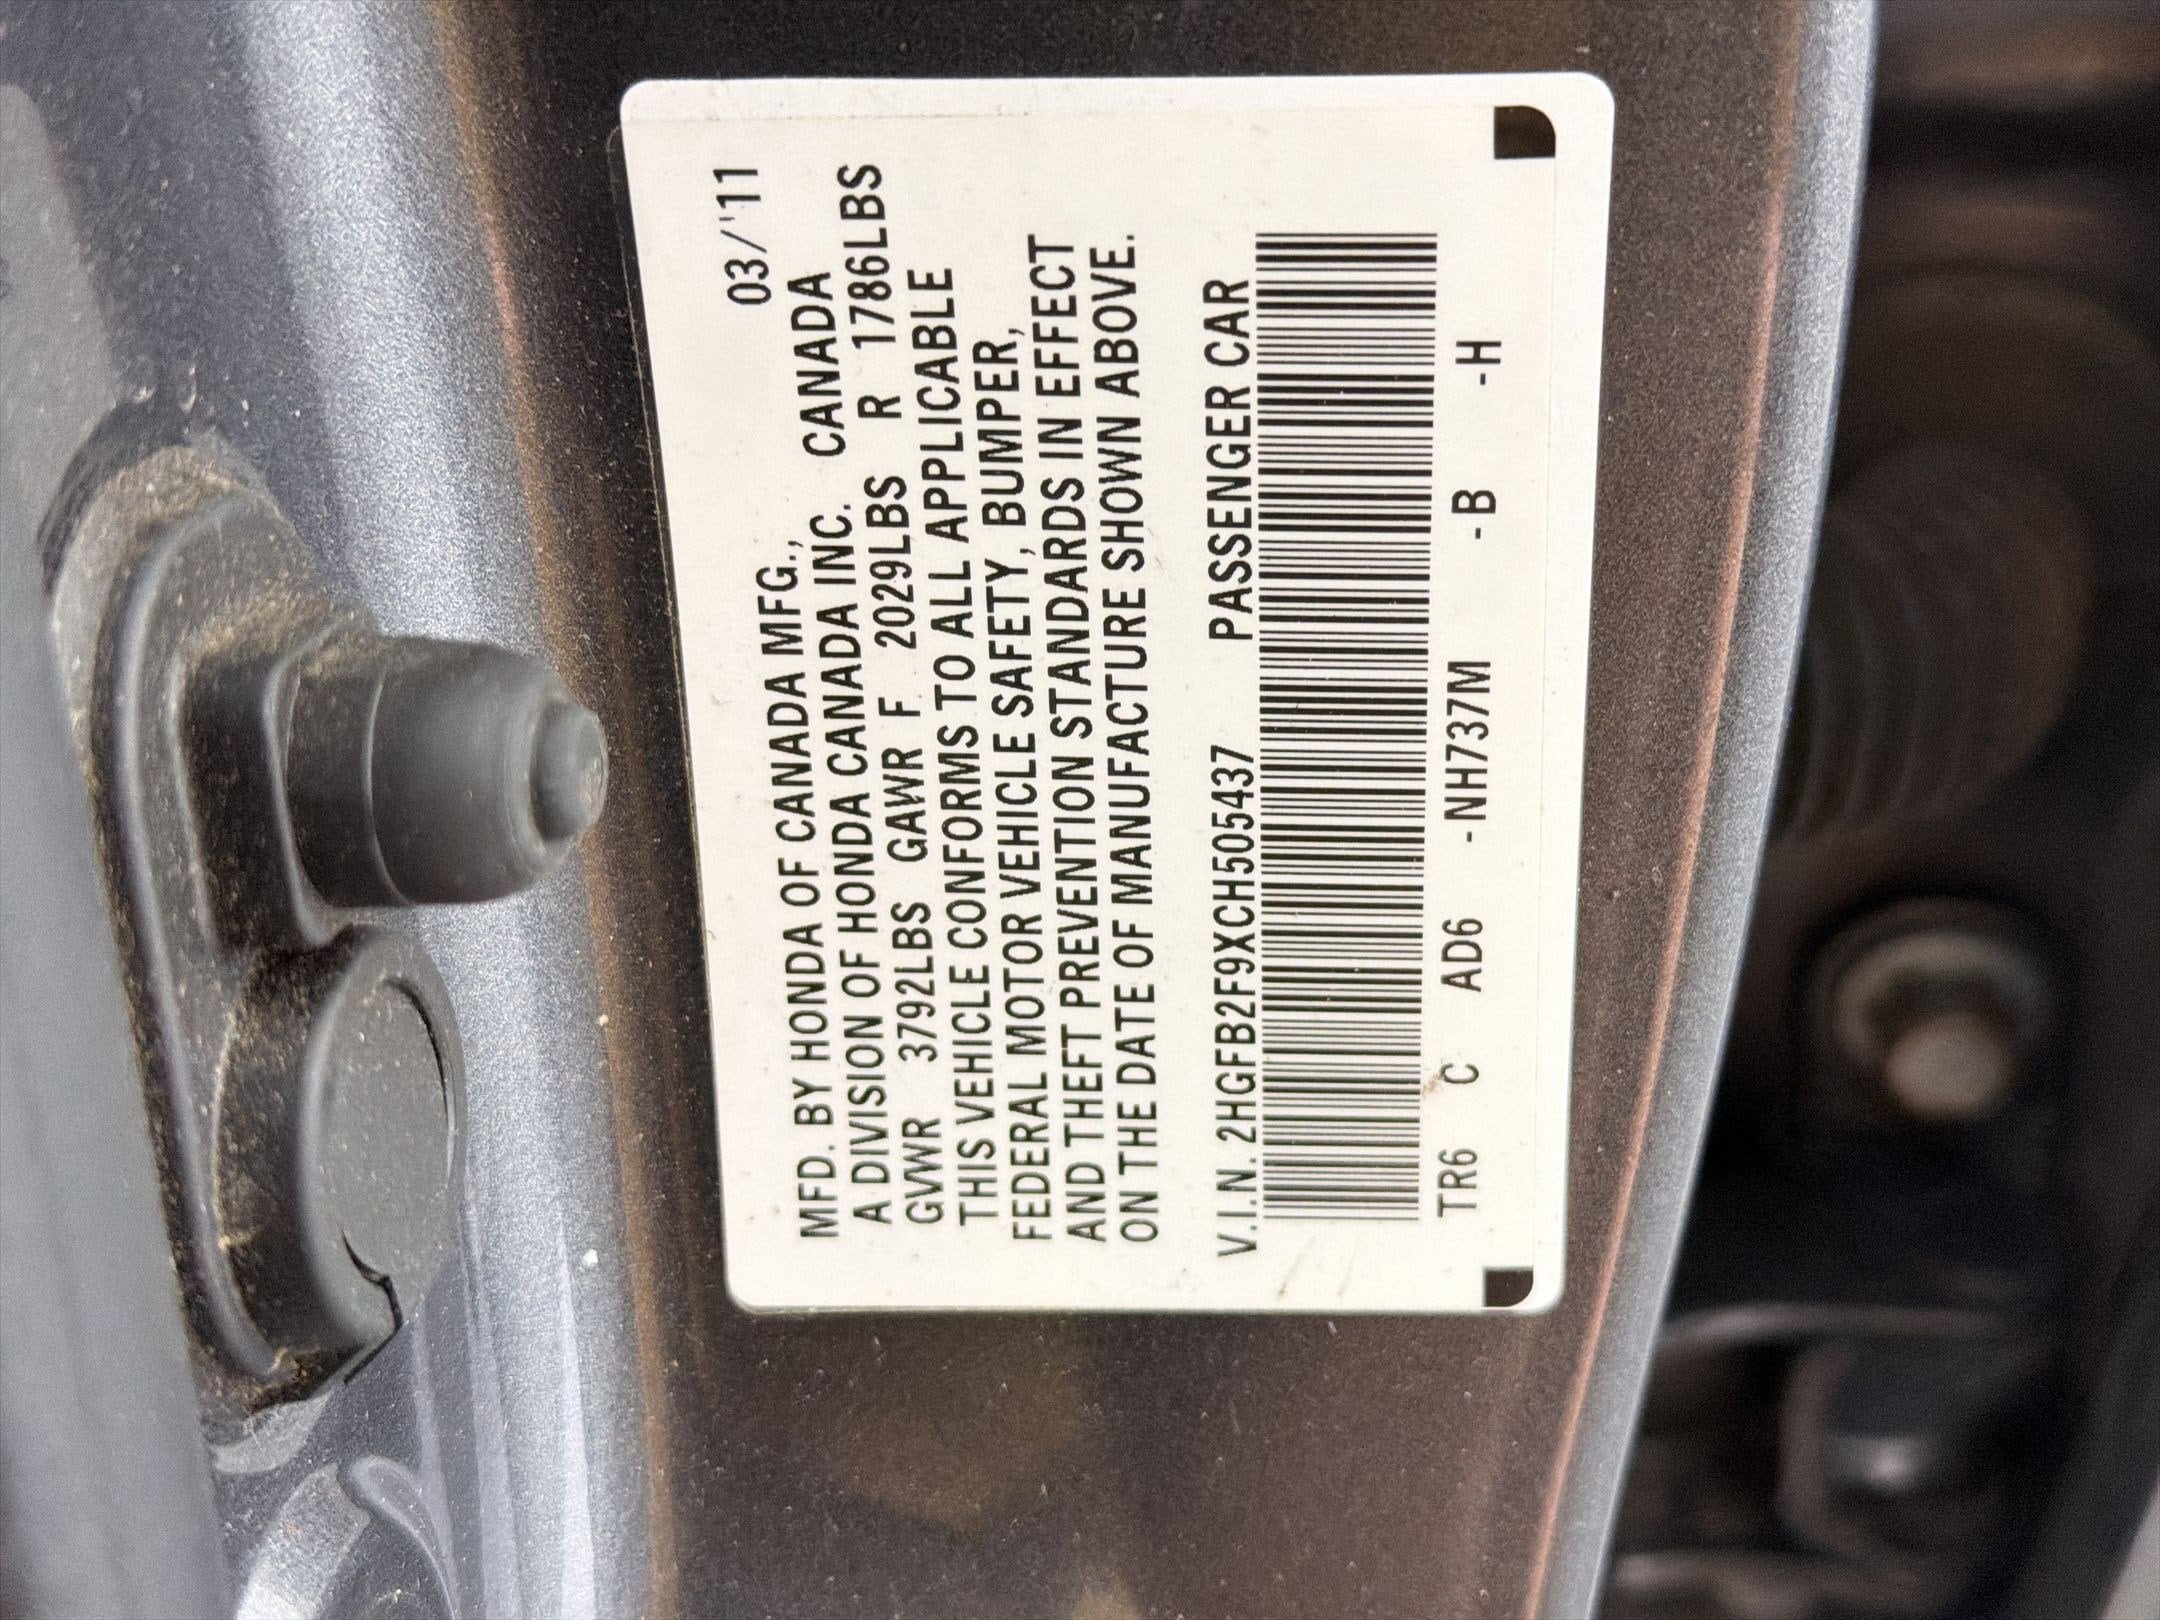 03/'11
MFD. BY HONDA OF CANADA MFG., CANADA
A DIVISION OF HONDA CANADA INC.
GVWR 3792LBS GAWR F 2029LBS R 1786LBS
THIS VEHICLE CONFORMS TO ALL APPLICABLE
FEDERAL MOTOR VEHICLE SAFETY, BUMPER,
AND THEFT PREVENTION STANDARDS IN EFFECT
ON THE DATE OF MANUFACTURE SHOWN ABOVE.
V.I.N. 2HGFB2F9XCH505437 PASSENGER CAR
TR6 C AD6 -NH737M -B -H